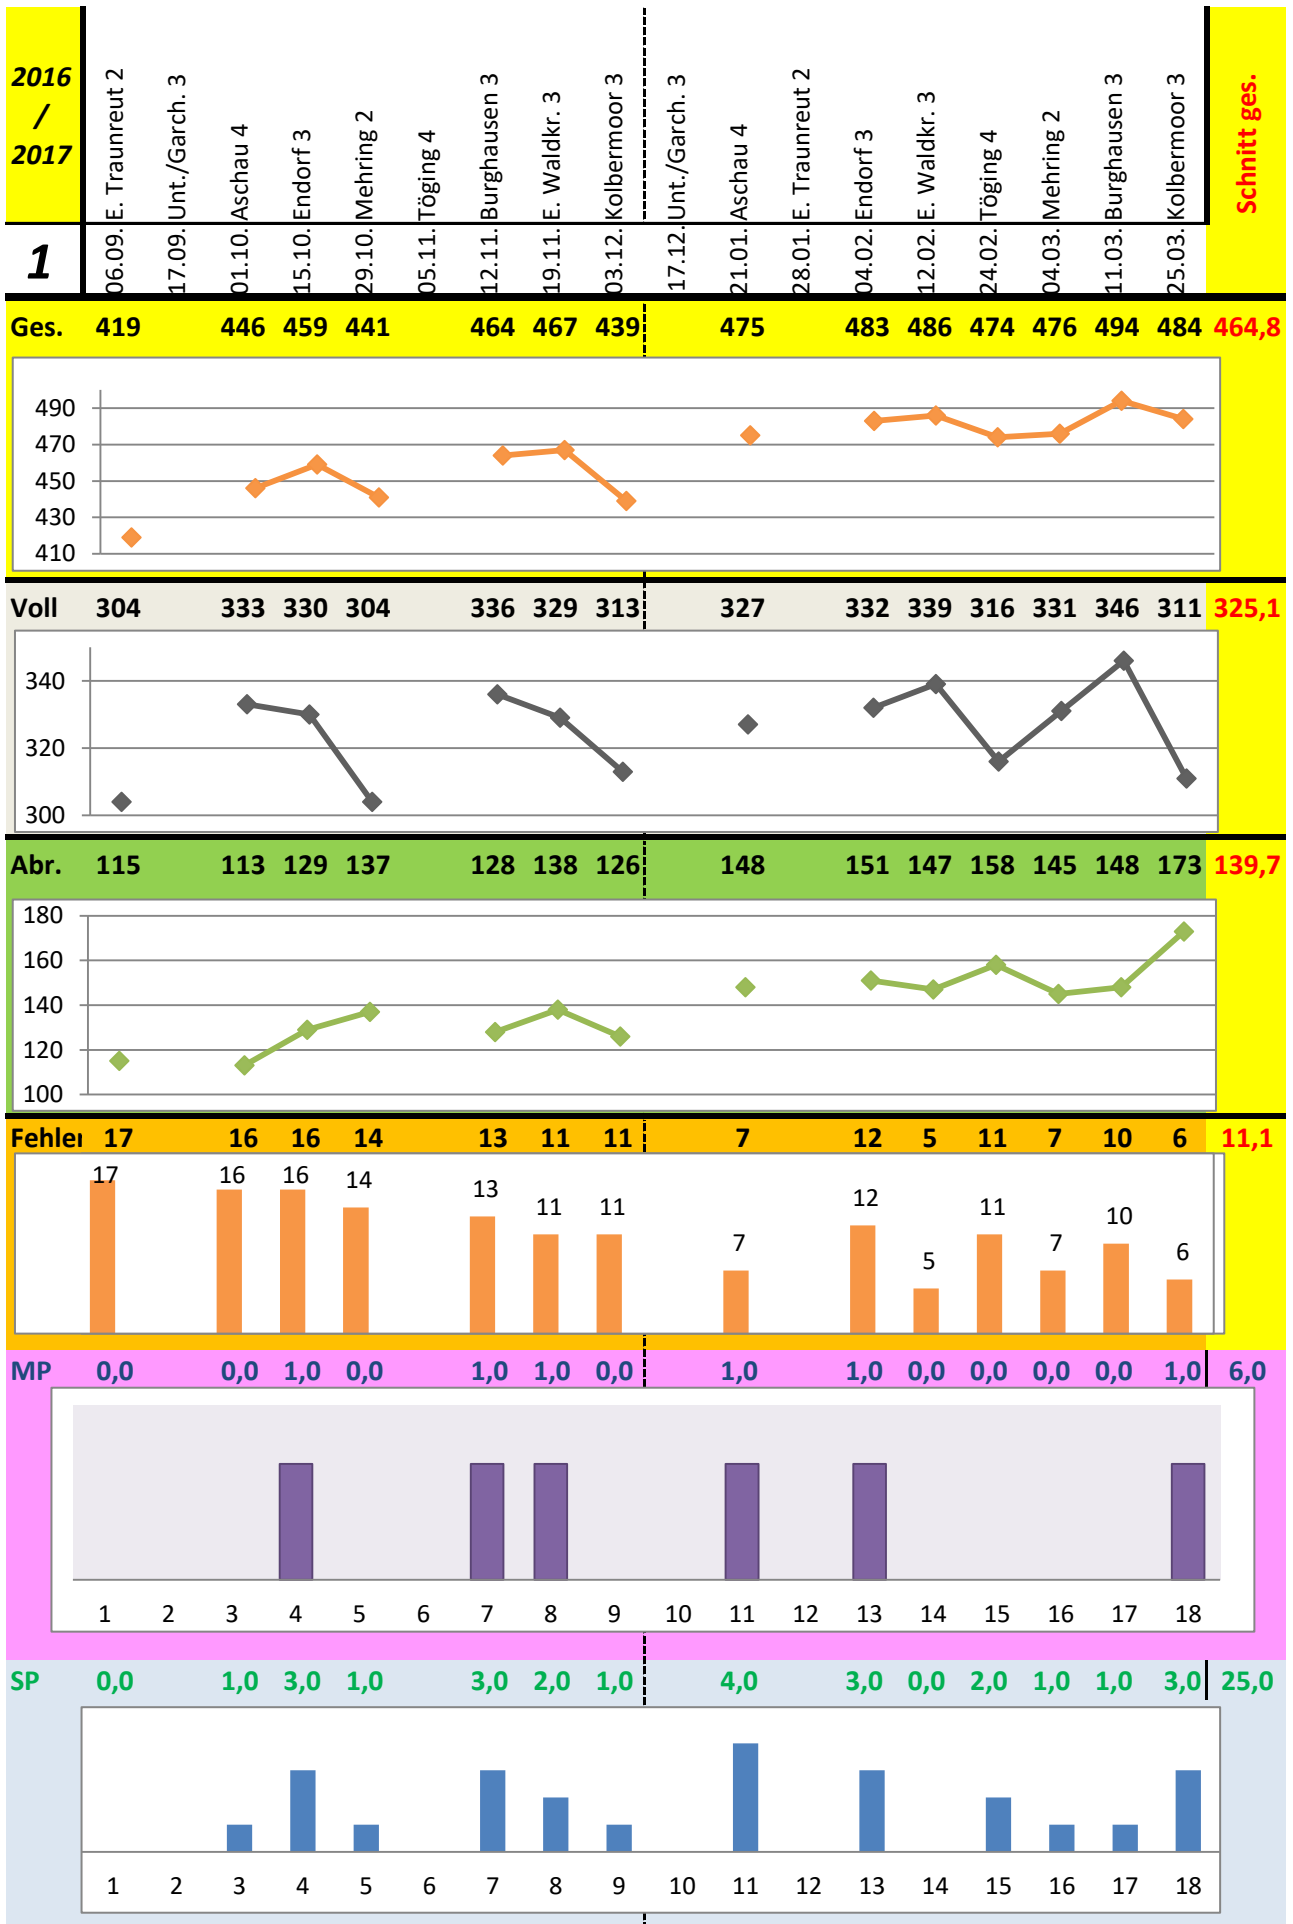 2016
/
2017
06.09. E. Traunreut 2
17.09. Unt./Garch. 3
01.10. Aschau 4
15.10. Endorf 3
29.10. Mehring 2
05.11. Töging 4
12.11. Burghausen 3
19.11. E. Waldkr. 3
03.12. Kolbermoor 3
17.12. Unt./Garch. 3
21.01. Aschau 4
28.01. E. Traunreut 2
04.02. Endorf 3
12.02. E. Waldkr. 3
24.02. Töging 4
04.03. Mehring 2
11.03. Burghausen 3
25.03. Kolbermoor 3
Schnitt ges.
1
Ges. 419 446 459 441 464 467 439 475 483 486 474 476 494 484 464,8
490
470
450
430
410
Voll 304 333 330 304 336 329 313 327 332 339 316 331 346 311 325,1
340
320
300
Abr. 115 113 129 137 128 138 126 148 151 147 158 145 148 173 139,7
180
160
140
120
100
Fehler 17 16 16 14 13 11 11 7 12 5 11 7 10 6 11,1
17 16 16 14 13 11 11 7 12 5 11 7 10 6
MP 0,0 0,0 1,0 0,0 1,0 1,0 0,0 1,0 1,0 0,0 0,0 0,0 0,0 1,0 6,0
1 2 3 4 5 6 7 8 9 10 11 12 13 14 15 16 17 18
SP 0,0 1,0 3,0 1,0 3,0 2,0 1,0 4,0 3,0 0,0 2,0 1,0 1,0 3,0 25,0
1 2 3 4 5 6 7 8 9 10 11 12 13 14 15 16 17 18